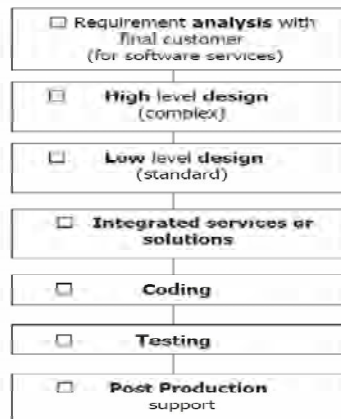 ☐ Requirement analysis with
final customer
(for software services)
☐ High level design
(complex)
☐ Low level design
(standard)
☐ Integrated services or
solutions
☐ Coding
☐ Testing
☐ Post Production
support